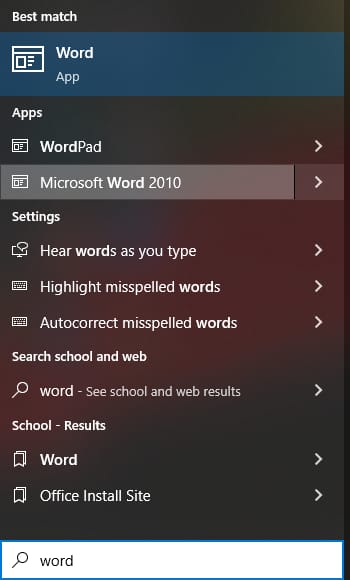 Best match
Word
App
Apps
WordPad
Microsoft Word 2010
Settings
Hear words as you type
Highlight misspelled words
Autocorrect misspelled words
Search school and web
word - See school and web results
School - Results
Word
Office Install Site
word